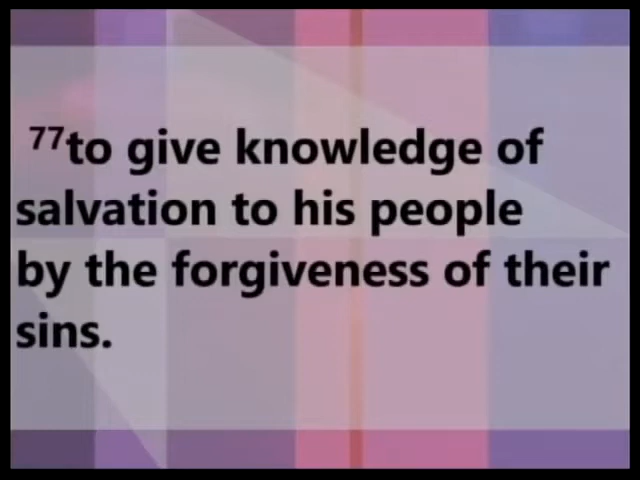 77to give knowledge of
salvation to his people
by the forgiveness of their
sins.